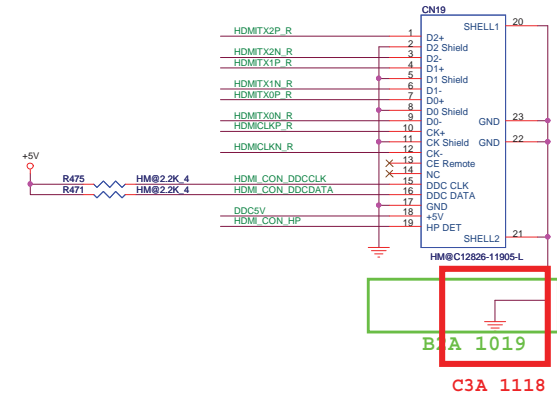 CN19
HDMITX2P_R 1 D2+ SHELL1 20
2 D2 Shield
HDMITX2N_R 3 D2-
HDMITX1P_R 4 D1+
5 D1 Shield
HDMITX1N_R 6 D1-
HDMITX0P_R 7 D0+
8 D0 Shield
HDMITX0N_R 9 D0- GND 23
HDMICLKP_R 10 CK+
11 CK Shield GND 22
HDMICLKN_R 12 CK-
+5V 13 CE Remote
14 NC
R475 HM@2.2K_4 HDMI_CON_DDCCLK 15 DDC CLK
R471 HM@2.2K_4 HDMI_CON_DDCDATA 16 DDC DATA
17 GND
DDC5V 18 +5V
HDMI_CON_HP 19 HP DET
SHELL2 21
HM@C12826-11905-L
1019
C3A 1118